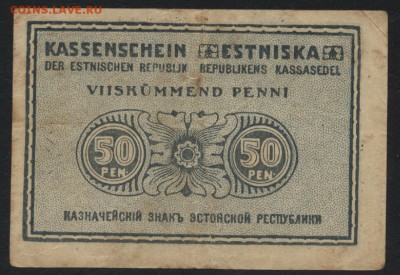 COINS.LAVE.RU
KASSENSCHEIN ESTNISKA
DER ESTNISCHEN REPUBLIK REPUBLIKENS KASSASEDEL
VIISKÜMMEND PENNI
50 50
PEN. PEN.
КАЗНАЧЕЙСКІЙ ЗНАКЪ ЭСТОНСКОЙ РЕСПУБЛИКИ